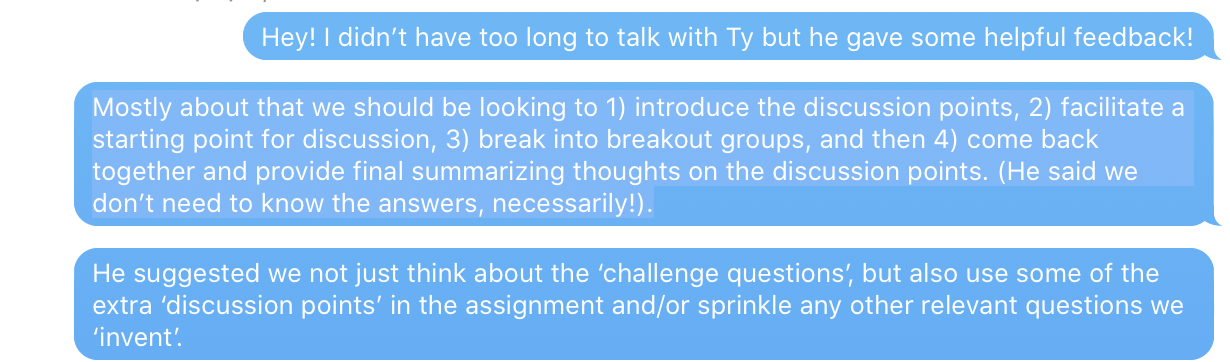 Hey! I didn’t have too long to talk with Ty but he gave some helpful feedback!
Mostly about that we should be looking to 1) introduce the discussion points, 2) facilitate a
starting point for discussion, 3) break into breakout groups, and then 4) come back
together and provide final summarizing thoughts on the discussion points. (He said we
don’t need to know the answers, necessarily!).
He suggested we not just think about the ‘challenge questions’, but also use some of the
extra ‘discussion points’ in the assignment and/or sprinkle any other relevant questions we
‘invent’.